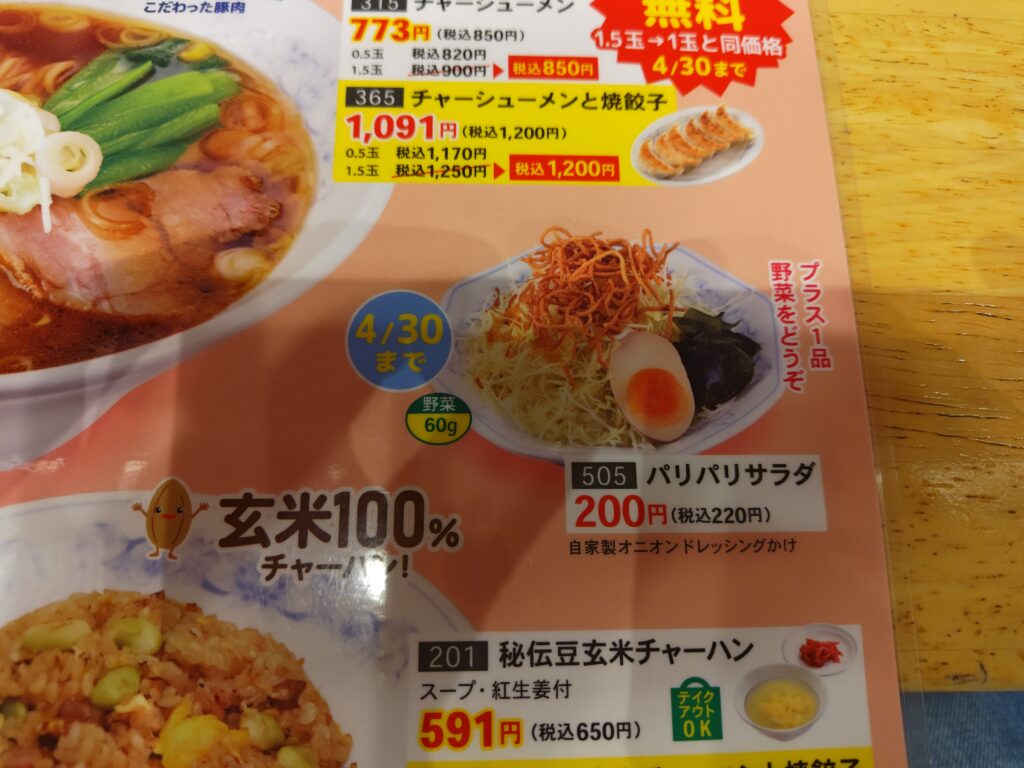 こだわった豚肉
315 チャーシューメン
773円(税込850円)
0.5玉 税込820円
1.5玉 税込900円▶税込850円
無料
1.5玉→1玉と同価格
4/30まで
365 チャーシューメンと焼餃子
1,091円(税込1,200円)
0.5玉 税込1,170円
1.5玉 税込1,250円▶税込1,200円
プラス1品
野菜をどうぞ
4/30
まで
野菜
60g
505 パリパリサラダ
200円(税込220円)
自家製オニオンドレッシングかけ
玄米100%
チャーハン!
201 秘伝豆玄米チャーハン
スープ・紅生姜付
591円(税込650円)
テイク
アウト
OK